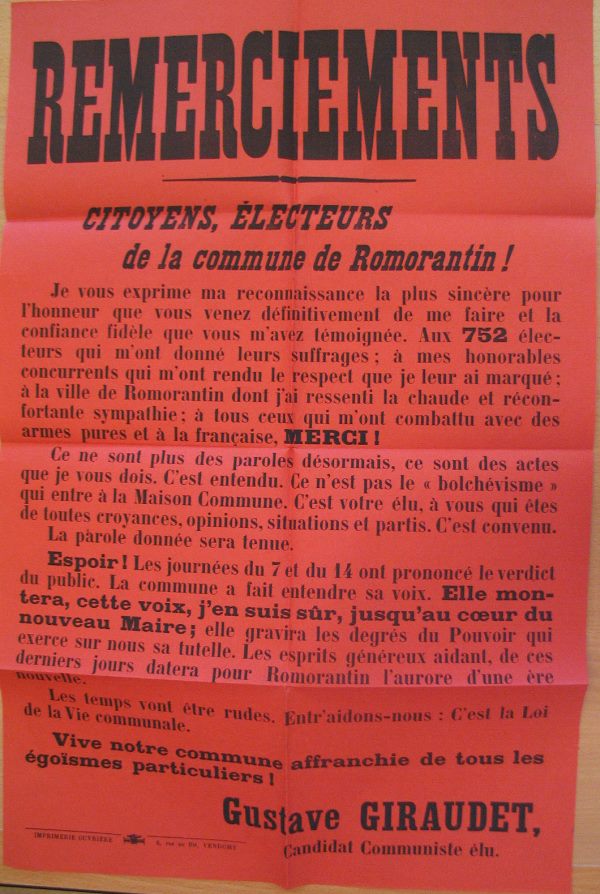 REMERCIEMENTS
CITOYENS, ÉLECTEURS
de la commune de Romorantin !
Je vous exprime ma reconnaissance la plus sincère pour
l'honneur que vous venez définitivement de me faire et la
confiance fidèle que vous m'avez témoignée. Aux 752 élec-
teurs qui m'ont donné leurs suffrages ; à mes honorables
concurrents qui m'ont rendu le respect que je leur ai marqué ;
à la ville de Romorantin dont j'ai ressenti la chaude et récon-
fortante sympathie ; à tous ceux qui m'ont combattu avec des
armes pures et à la française, MERCI !
Ce ne sont plus des paroles désormais, ce sont des actes
que je vous dois. C'est entendu. Ce n'est pas le « bolchévisme »
qui entre à la Maison Commune. C'est votre élu, à vous qui êtes
de toutes croyances, opinions, situations et partis. C'est convenu.
La parole donnée sera tenue.
Espoir ! Les journées du 7 et du 14 ont prononcé le verdict
du public. La commune a fait entendre sa voix. Elle mon-
tera, cette voix, j'en suis sûr, jusqu'au cœur du
nouveau Maire ; elle gravira les degrés du Pouvoir qui
exerce sur nous sa tutelle. Les esprits généreux aidant, de ces
derniers jours datera pour Romorantin l'aurore d'une ère
nouvelle.
Les temps vont être rudes. Entr'aidons-nous : C'est la Loi
de la Vie communale.
Vive notre commune affranchie de tous les
égoïsmes particuliers !
Gustave GIRAUDET,
Candidat Communiste élu.
IMPRIMERIE OUVRIÈRE rue du VENDOME